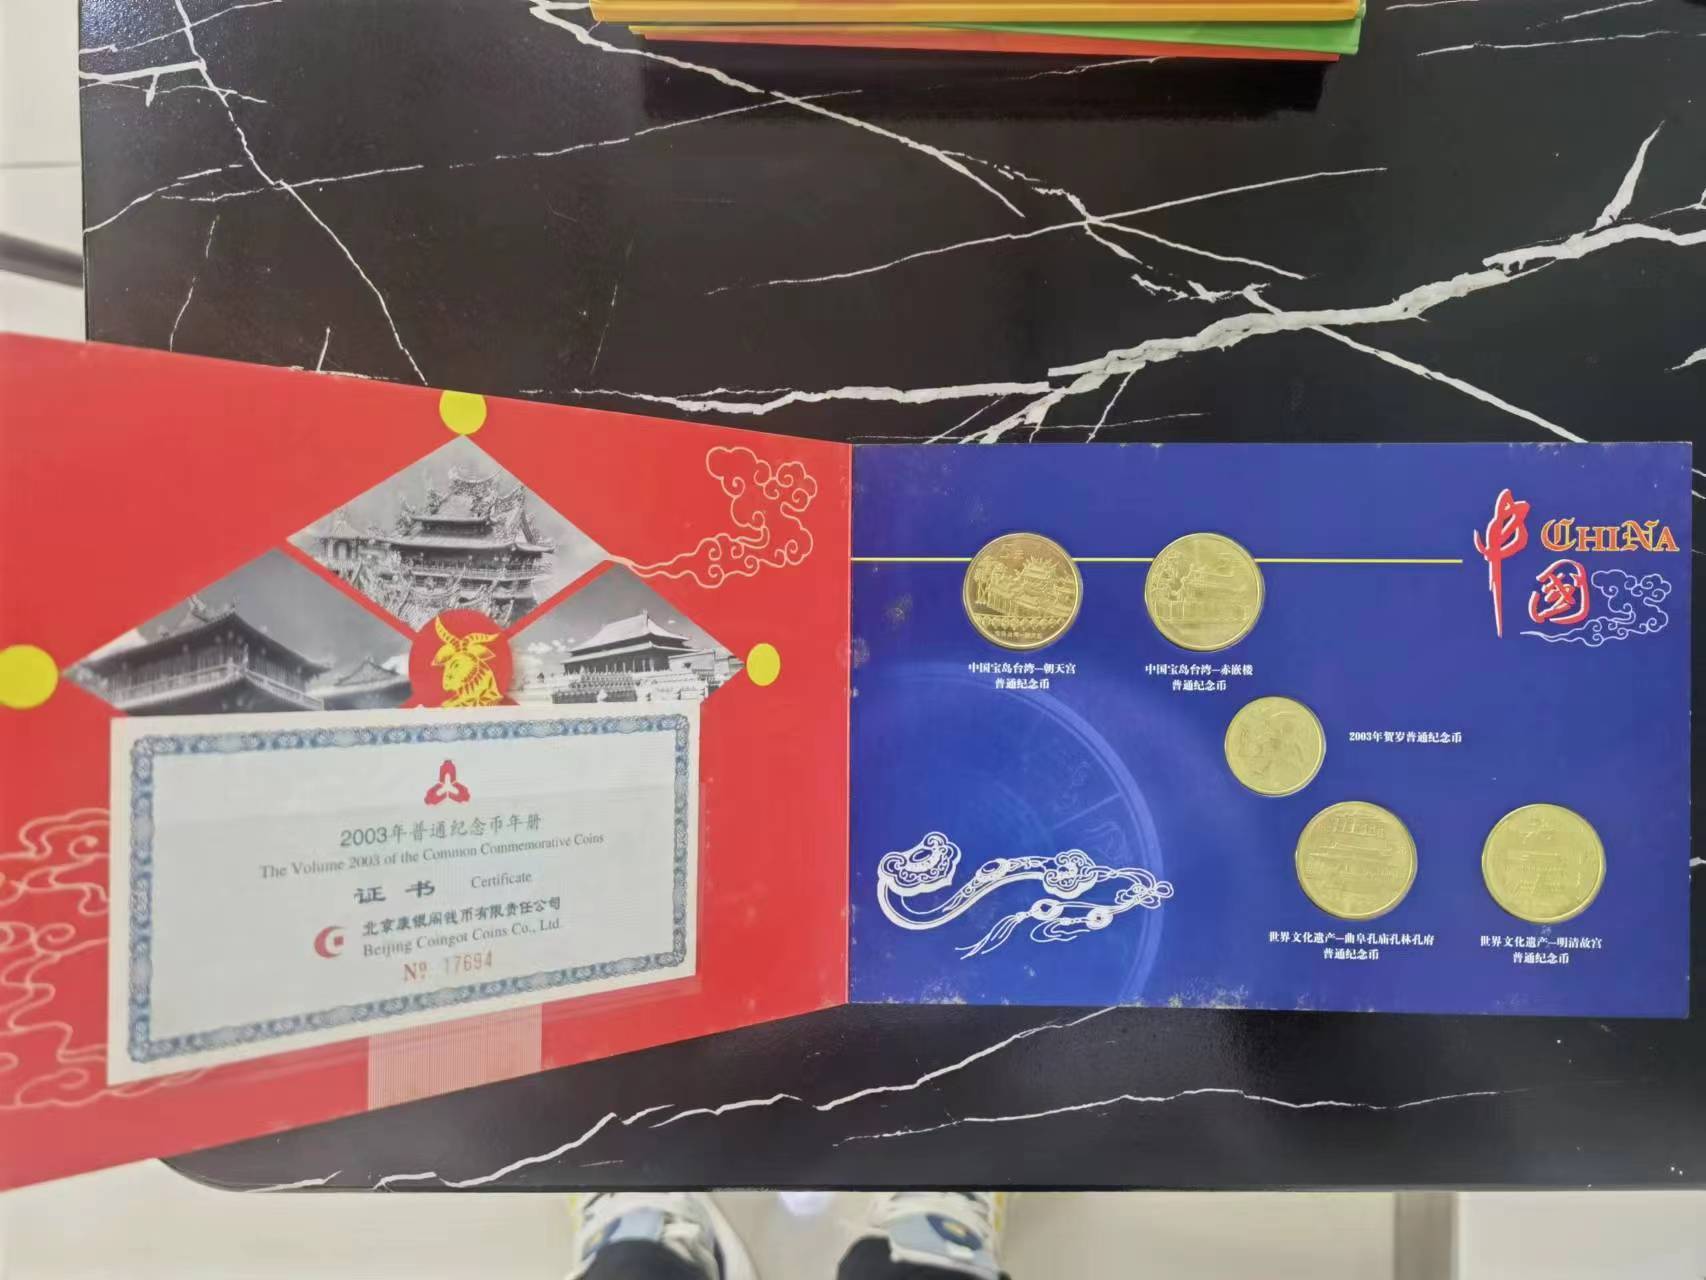 2003年普通纪念币年册
The Volume 2003 of the Common Commemorative Coins
证书 Certificate
北京康银阁钱币有限责任公司
Beijing Coingot Coins Co., Ltd.
Nº 17694
中国
CHINA
5元
中国宝岛台湾—朝天宫
普通纪念币
中国宝岛台湾—赤嵌楼
普通纪念币
2003年贺岁普通纪念币
世界文化遗产—曲阜孔庙孔林孔府
普通纪念币
世界文化遗产—明清故宫
普通纪念币